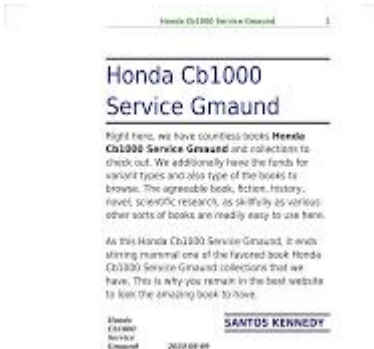 Honda Cb1000 Service Gmaund 1
Honda Cb1000
Service Gmaund
Right here, we have countless books Honda
Cb1000 Service Gmaund and collections to
check out. We additionally have the funds for
variant types and also type of the books to
browse. The agreeable book, fiction, history,
novel, scientific research, as skillfully as various
other sorts of books are readily easy to use here.
As this Honda Cb1000 Service Gmaund, it ends
stirring mammal one of the favored book Honda
Cb1000 Service Gmaund collections that we
have. This is why you remain in the best website
to look the amazing book to have.
Honda
Cb1000
Service
Gmaund
2020-08-09
SANTOS KENNEDY